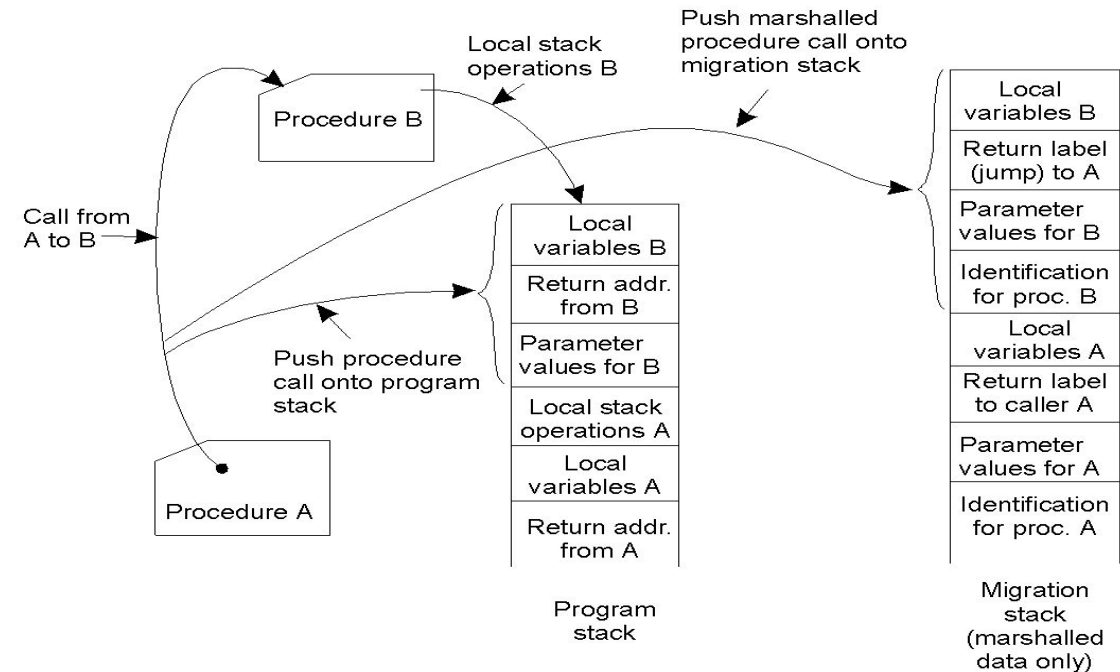 Push marshalled
procedure call onto
migration stack
Local stack
operations B
Procedure B
Call from
A to B
Push procedure
call onto program
stack
Procedure A
Local
variables B
Return addr.
from B
Parameter
values for B
Local stack
operations A
Local
variables A
Return addr.
from A
Program
stack
Local
variables B
Return label
(jump) to A
Parameter
values for B
Identification
for proc. B
Local
variables A
Return label
to caller A
Parameter
values for A
Identification
for proc. A
Migration
stack
(marshalled
data only)